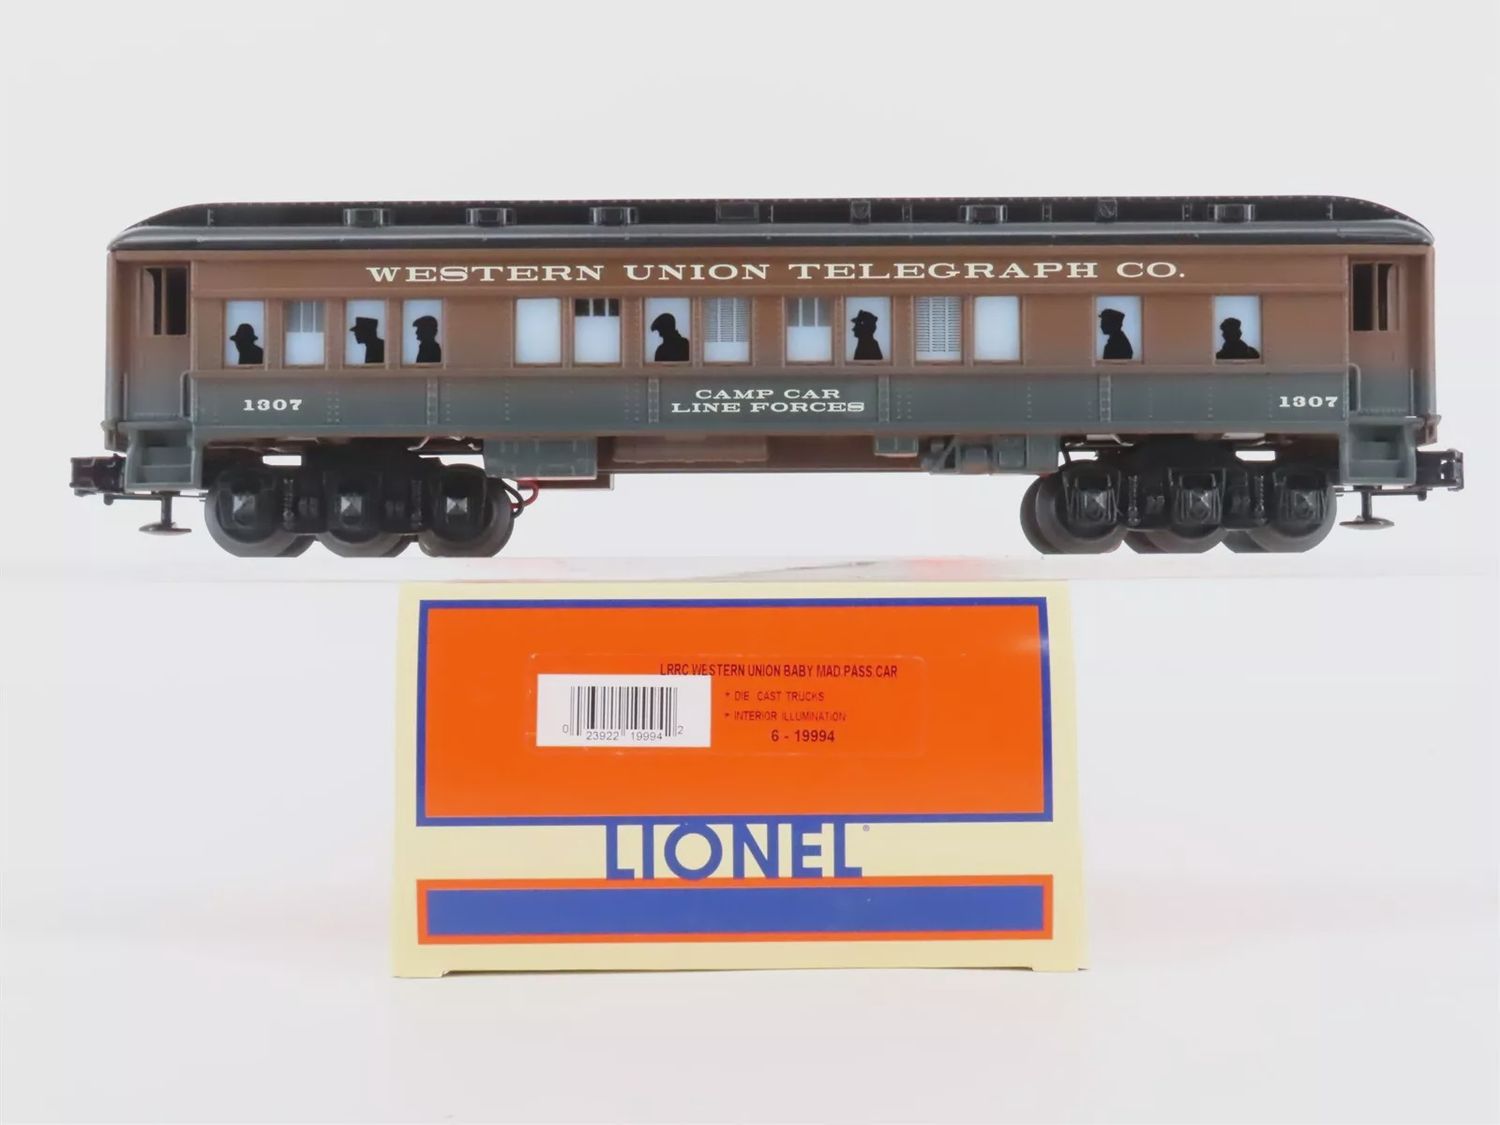 WESTERN UNION TELEGRAPH CO.
1307
CAMP CAR
LINE FORCES
1307
LRRC WESTERN UNION BABY MAD.PASS.CAR
* DIE CAST TRUCKS
* INTERIOR ILLUMINATION
6 - 19994
0 23922 19994 2
LIONEL®